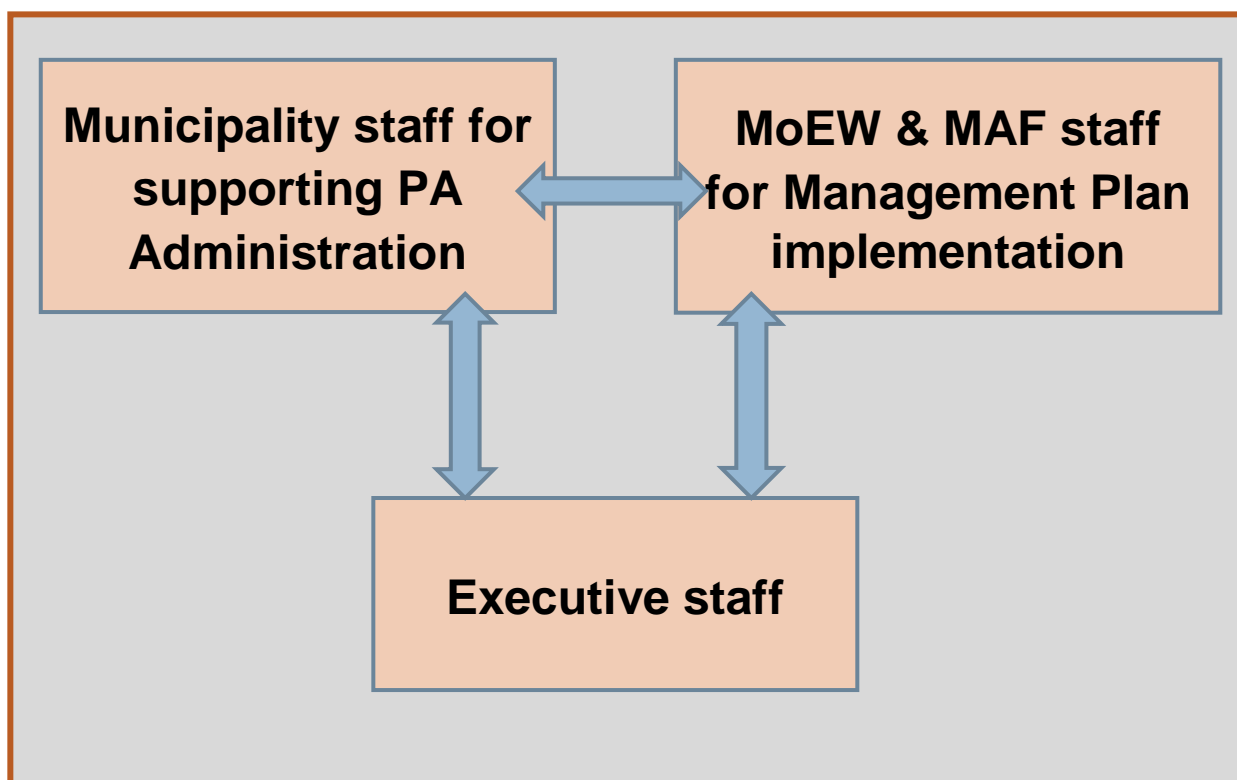 Municipality staff for
supporting PA
Administration
MoEW & MAF staff
for Management Plan
implementation
Executive staff